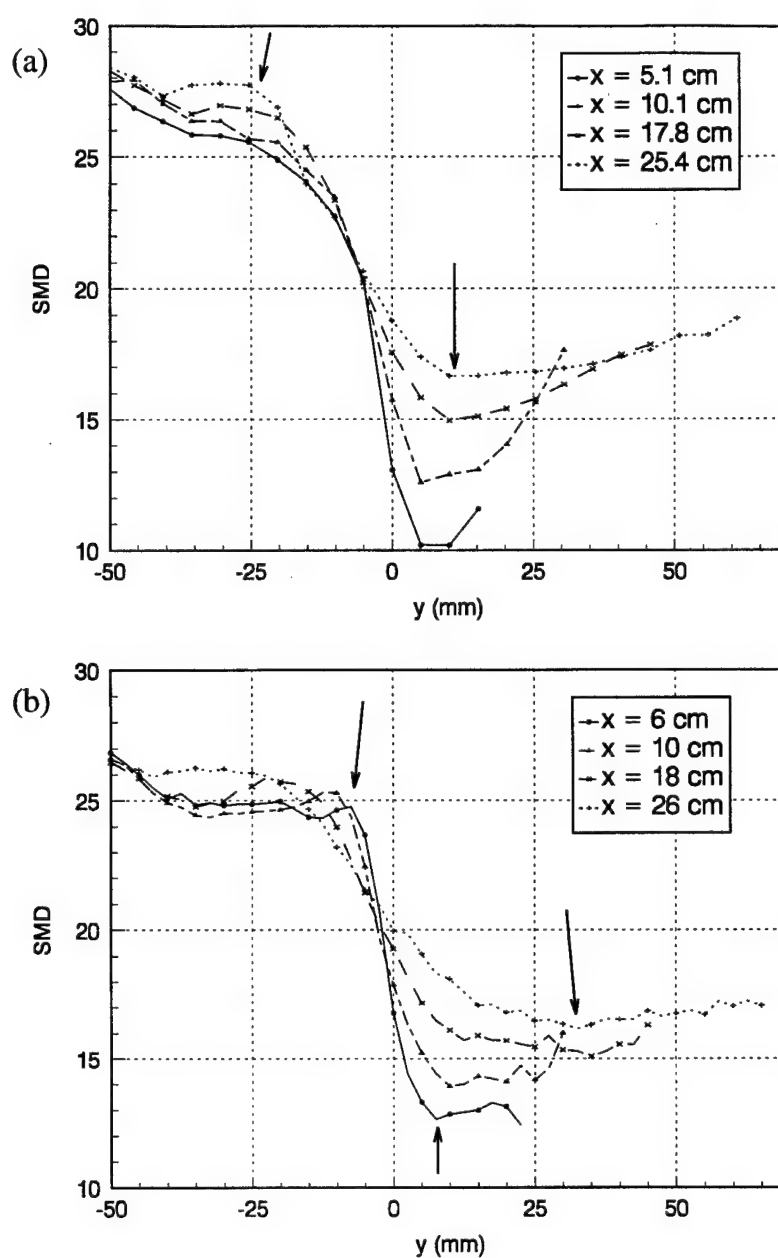 (a)
30
25
20
15
10
SMD
x = 5.1 cm
x = 10.1 cm
x = 17.8 cm
x = 25.4 cm
-50
-25
0
25
50
y (mm)
(b)
30
25
20
15
10
SMD
x = 6 cm
x = 10 cm
x = 18 cm
x = 26 cm
-50
-25
0
25
50
y (mm)